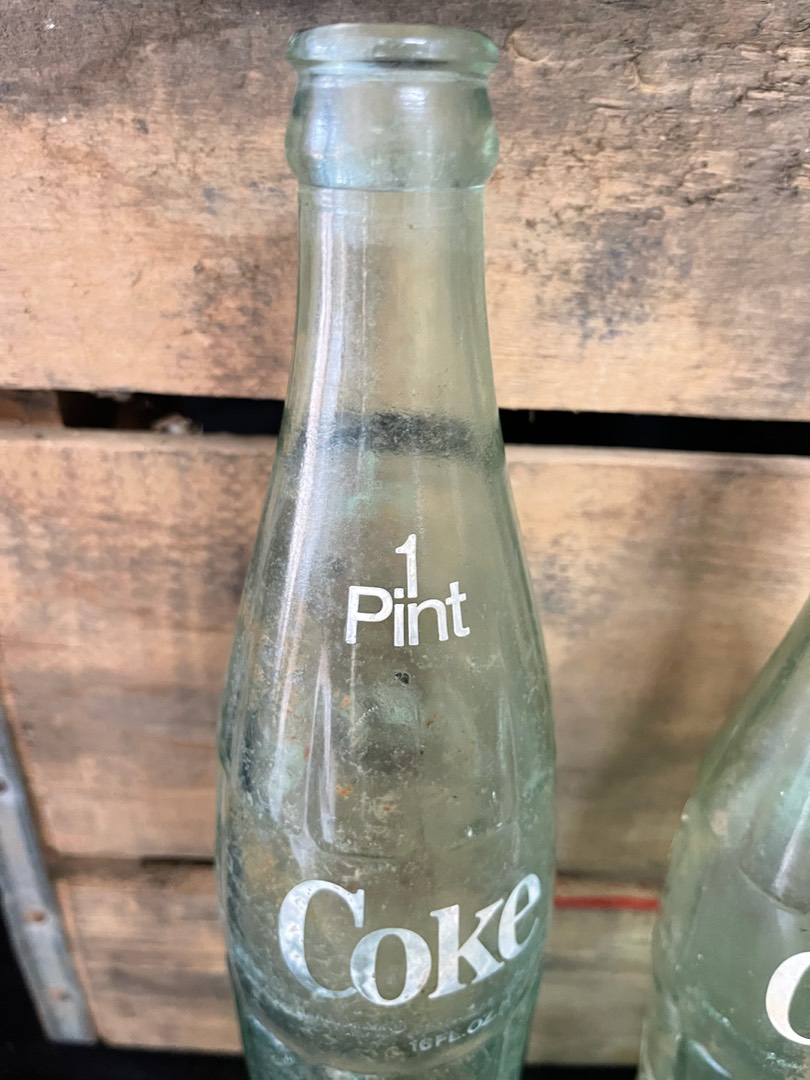 1
Pint
Coke
16 FL. OZ.
C